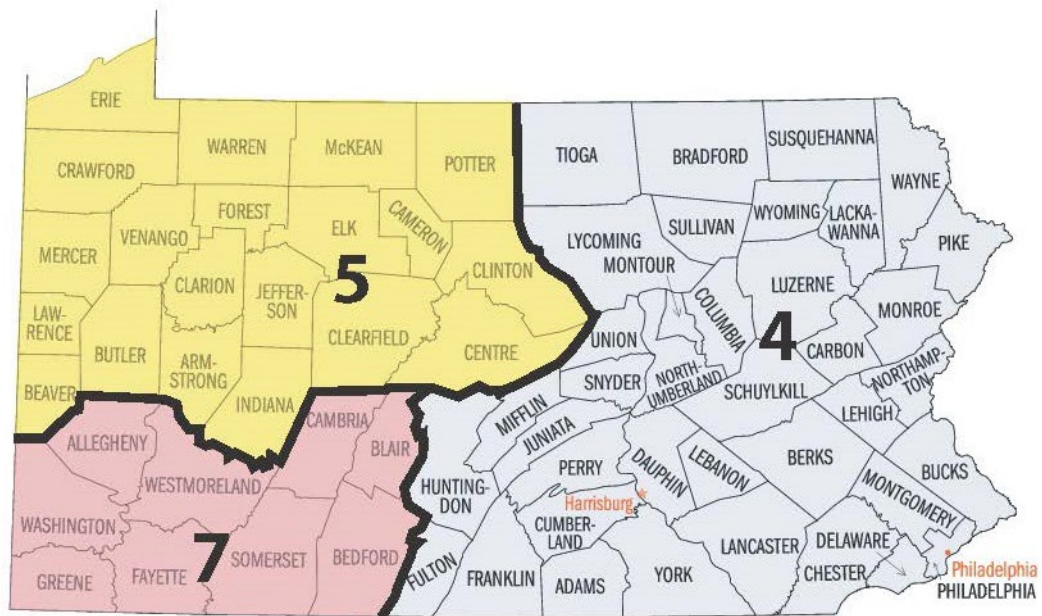 ERIE
CRAWFORD
WARREN
McKEAN
POTTER
MERCER
VENANGO
FOREST
ELK
CAMERON
CLARION
JEFFER-
SON
5
CLINTON
LAW-
RENCE
BUTLER
ARM-
STRONG
CLEARFIELD
CENTRE
BEAVER
INDIANA
TIOGA
BRADFORD
SUSQUEHANNA
WAYNE
LYCOMING
SULLIVAN
WYOMING
LACKA-
WANNA
PIKE
MONTOUR
COLUMBIA
LUZERNE
4
MONROE
UNION
CARBON
SNYDER
NORTH-
UMBERLAND
SCHUYLKILL
NORTHAMP-
TON
LEHIGH
MIFFLIN
JUNIATA
PERRY
DAUPHIN
LEBANON
BERKS
BUCKS
MONTGOMERY
HUNTING-
DON
Harrisburg
CUMBER-
LAND
LANCASTER
DELAWARE
CHESTER
Philadelphia
PHILADELPHIA
FULTON
FRANKLIN
ADAMS
YORK
ALLEGHENY
CAMBRIA
BLAIR
WESTMORELAND
WASHINGTON
7
SOMERSET
BEDFORD
GREENE
FAYETTE